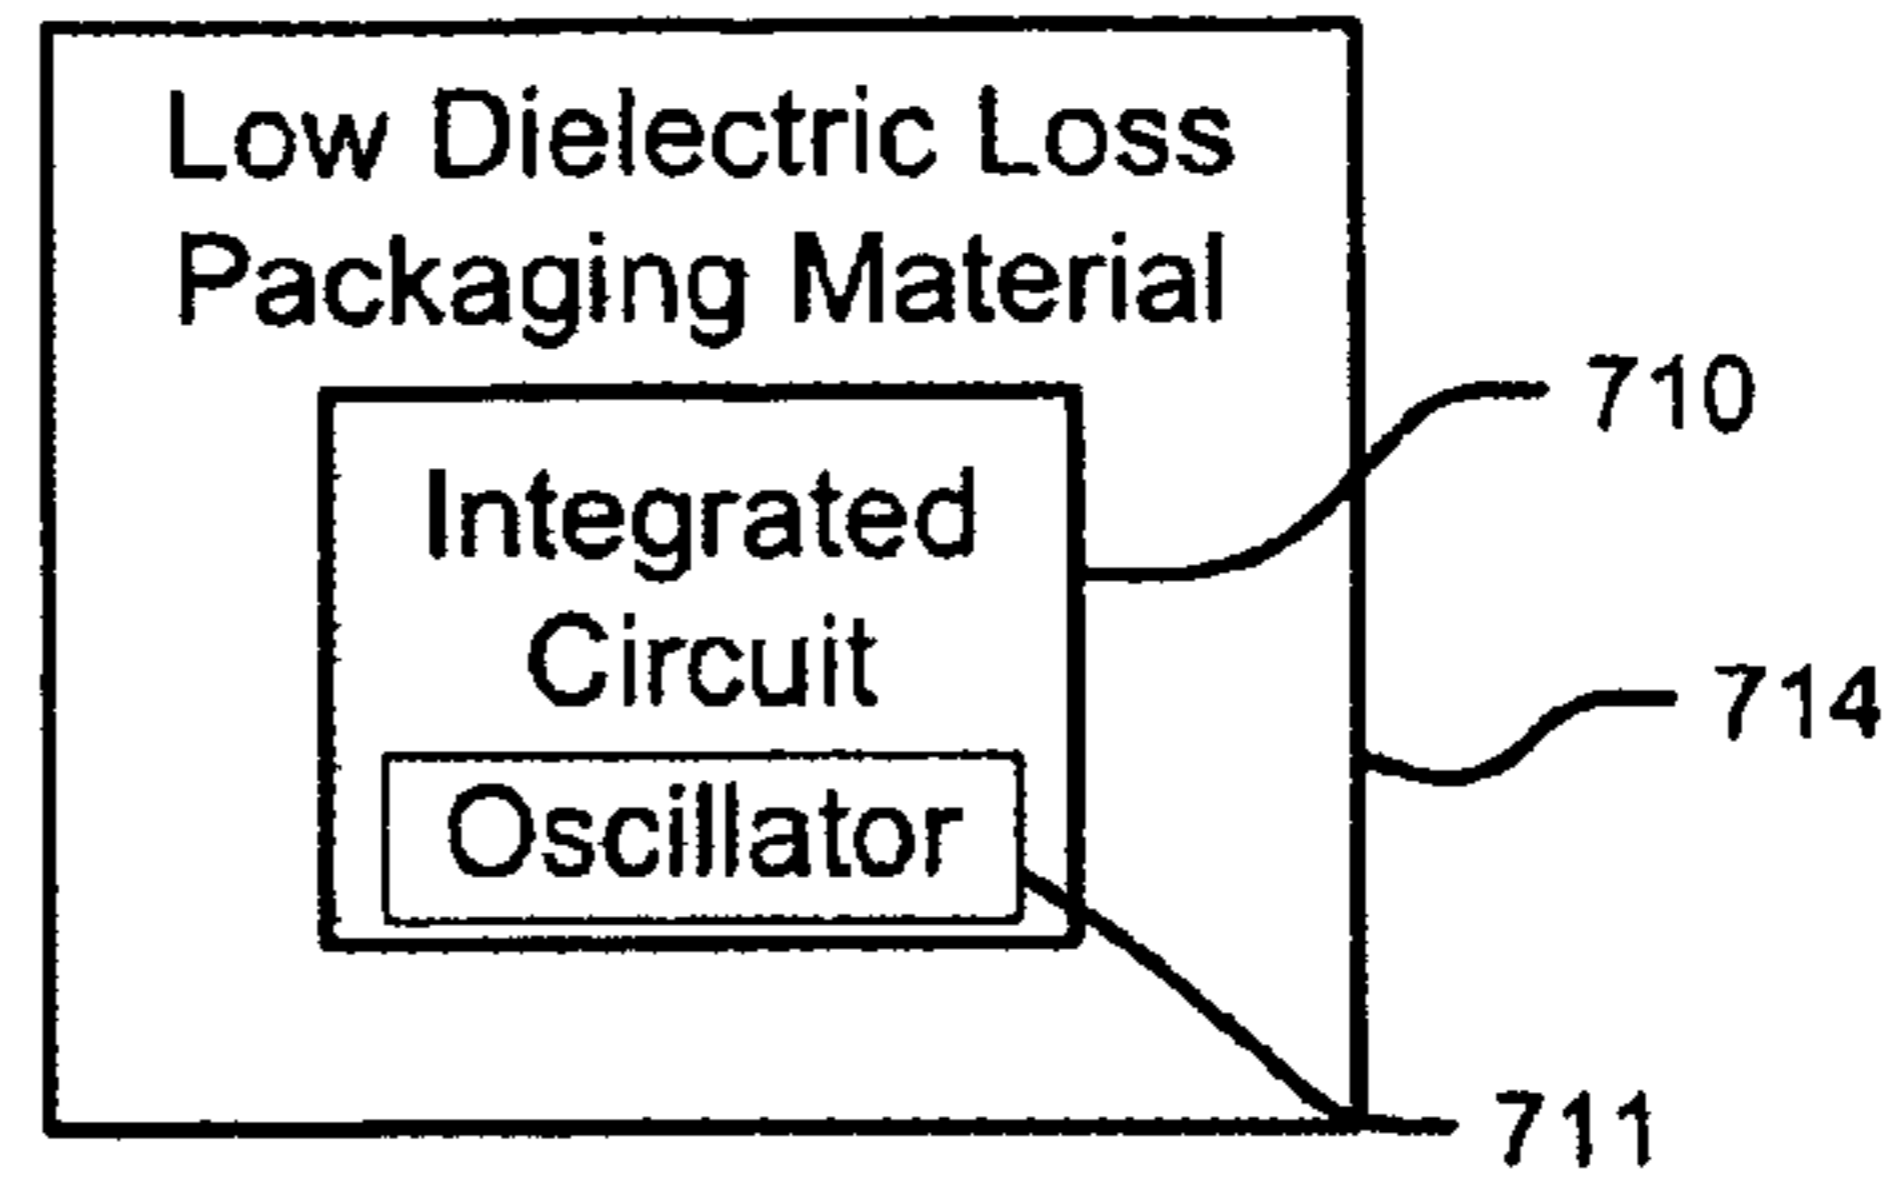 Low Dielectric Loss
Packaging Material
710
Integrated
Circuit
714
Oscillator
711